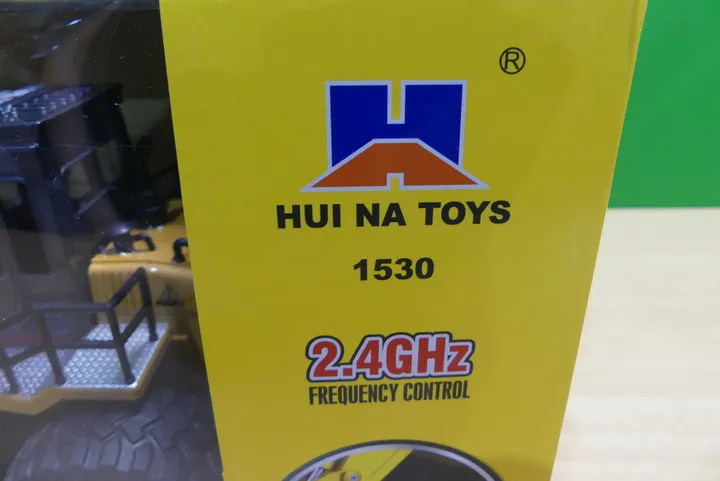 ®
HUI NA TOYS
1530
2.4GHz
FREQUENCY CONTROL